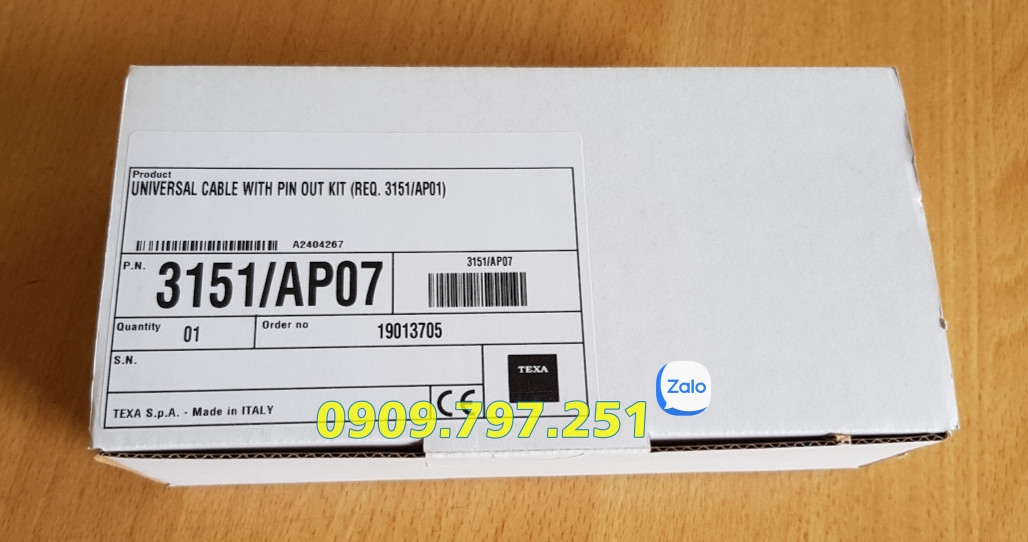 Product
UNIVERSAL CABLE WITH PIN OUT KIT (REQ. 3151/AP01)
A2404267
P.N.
3151/AP07
3151/AP07
Quantity 01
Order no 19013705
S.N.
TEXA
TEXA S.p.A. - Made in ITALY
CE
0909.797.251
Zalo